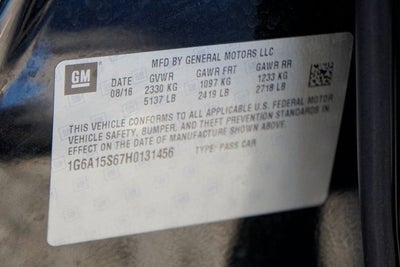 MFD BY GENERAL MOTORS LLC
GM
DATE GVWR GAWR FRT GAWR RR
08/16 2330 KG 1097 KG 1233 KG
5137 LB 2419 LB 2718 LB
THIS VEHICLE CONFORMS TO ALL APPLICABLE U.S. FEDERAL MOTOR
VEHICLE SAFETY, BUMPER, AND THEFT PREVENTION STANDARDS IN
EFFECT ON THE DATE OF MANUFACTURE SHOWN ABOVE.
1G6A15S67H0131456 TYPE: PASS CAR